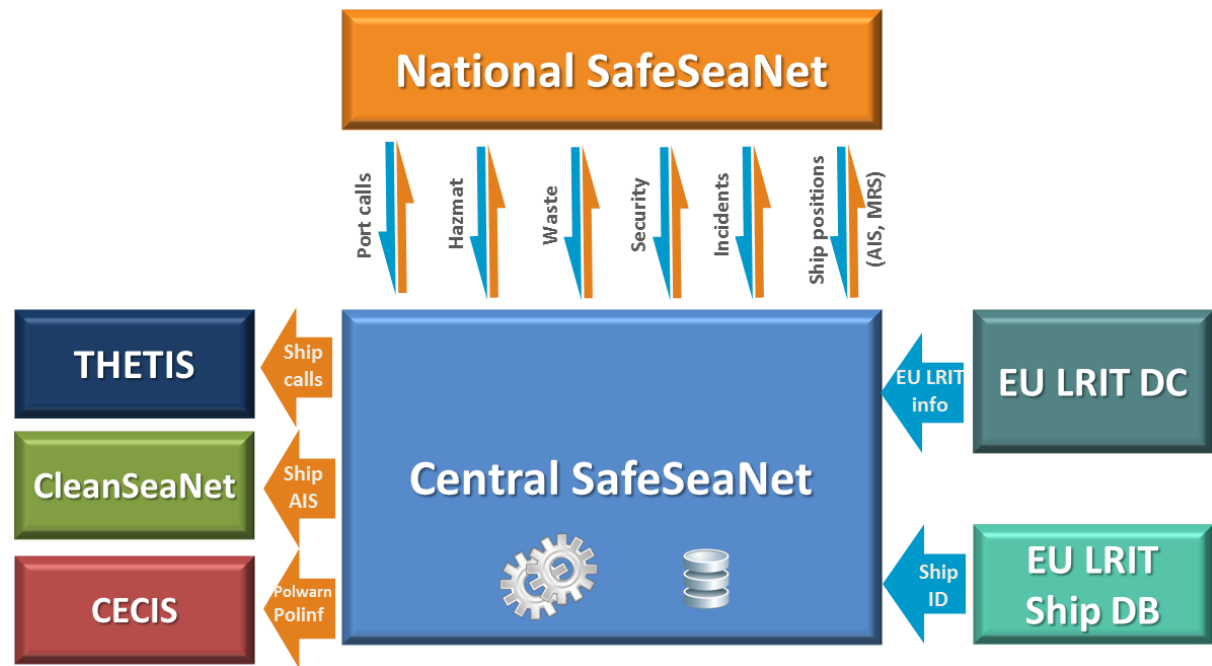 National SafeSeaNet
Port calls
Hazmat
Waste
Security
Incidents
Ship positions
(AIS, MRS)
THETIS
Ship
calls
CleanSeaNet
Ship
AIS
CECIS
Polwarn
Polinf
Central SafeSeaNet
EU LRIT
info
EU LRIT DC
Ship
ID
EU LRIT
Ship DB